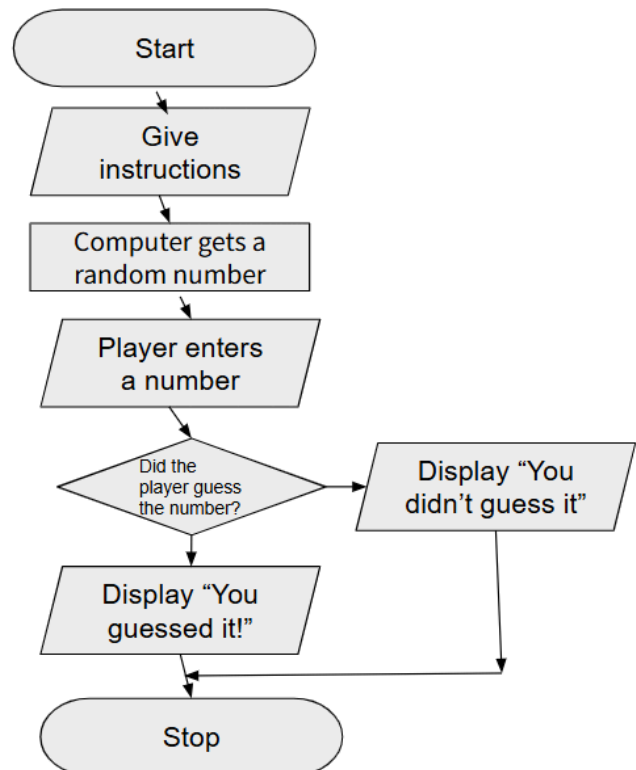 Start
Give
instructions
Computer gets a
random number
Player enters
a number
Did the
player guess
the number?
Display “You
didn’t guess it”
Display “You
guessed it!”
Stop